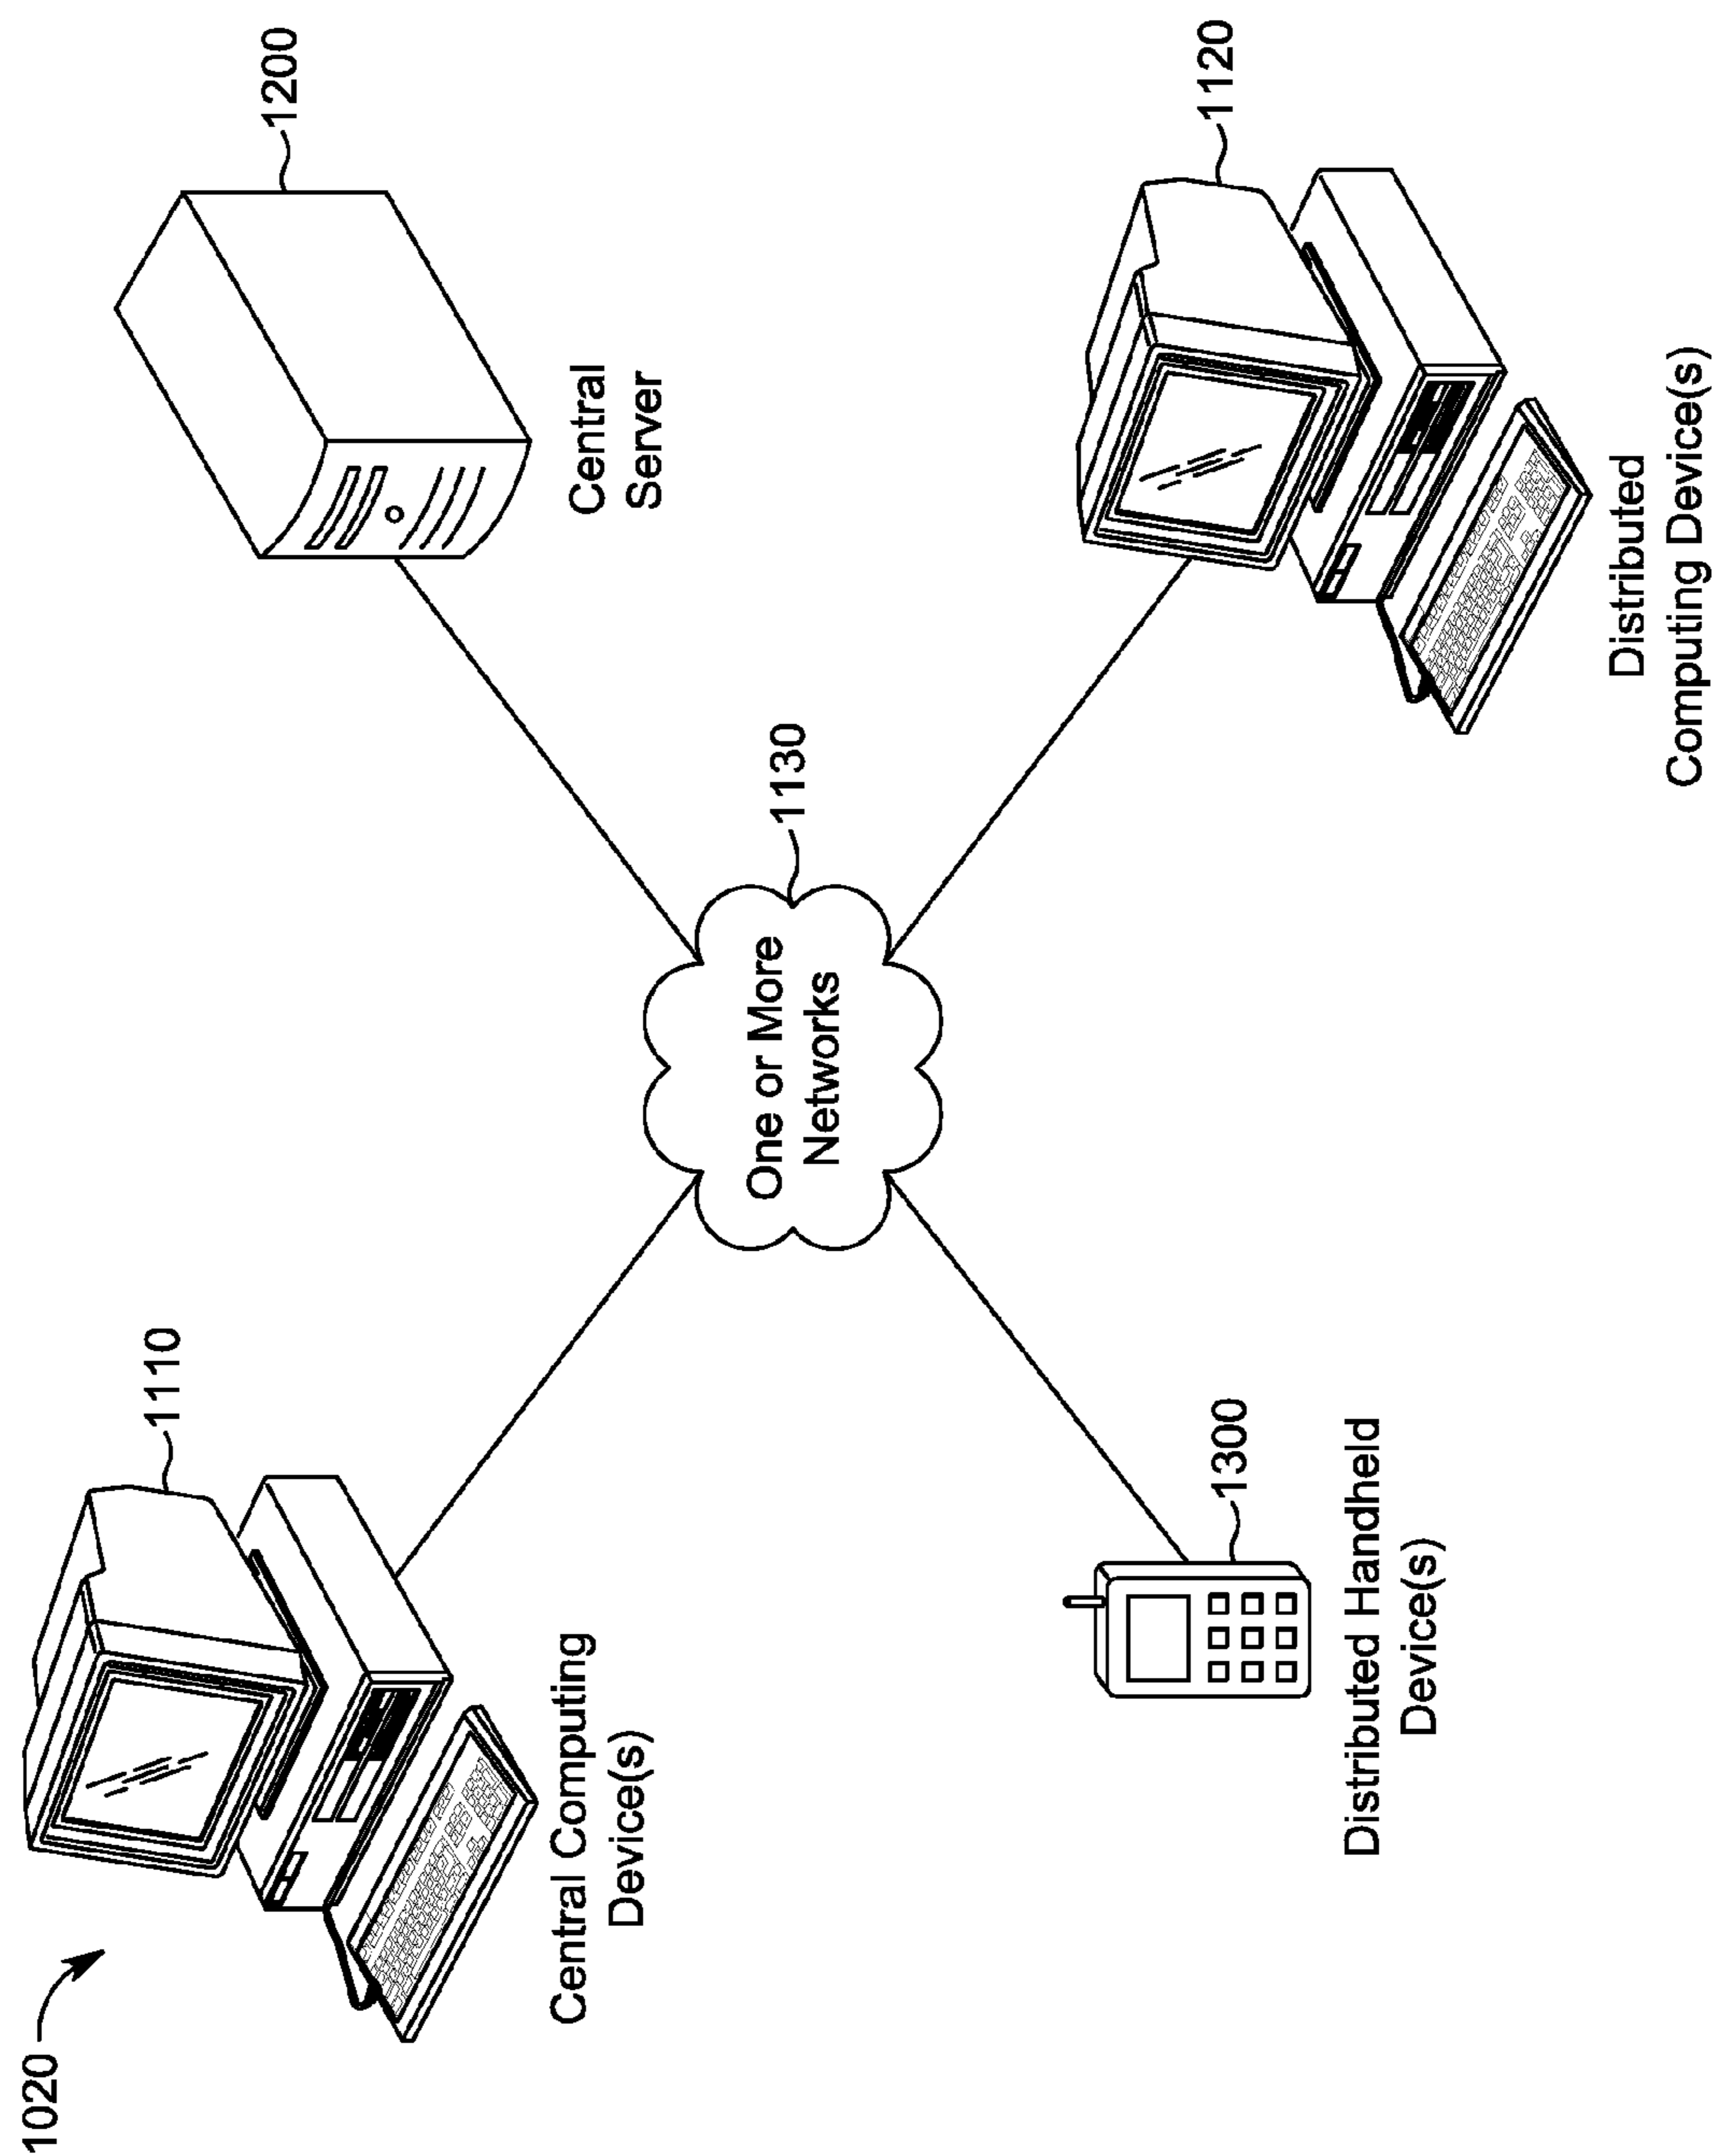 1020
1110
Central Computing
Device(s)
1200
Central
Server
One or More
Networks
1130
1300
Distributed Handheld
Device(s)
1120
Distributed
Computing Device(s)